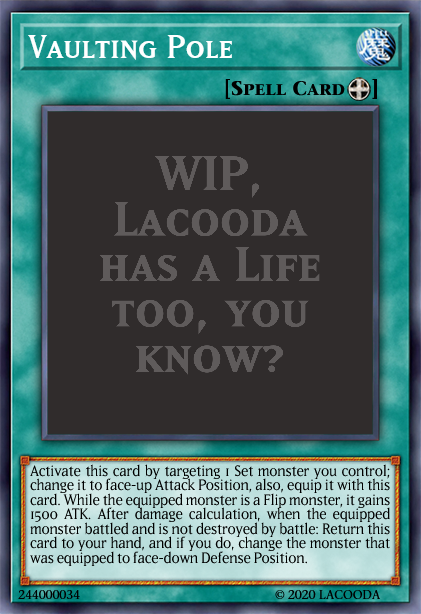 Vaulting Pole
魔
[Spell Card]
WIP,
Lacooda
has a Life
too, you
know?
Activate this card by targeting 1 Set monster you control;
change it to face-up Attack Position, also, equip it with this
card. While the equipped monster is a Flip monster, it gains
1500 ATK. After damage calculation, when the equipped
monster battled and is not destroyed by battle: Return this
card to your hand, and if you do, change the monster that
was equipped to face-down Defense Position.
244000034
© 2020 LACOODA